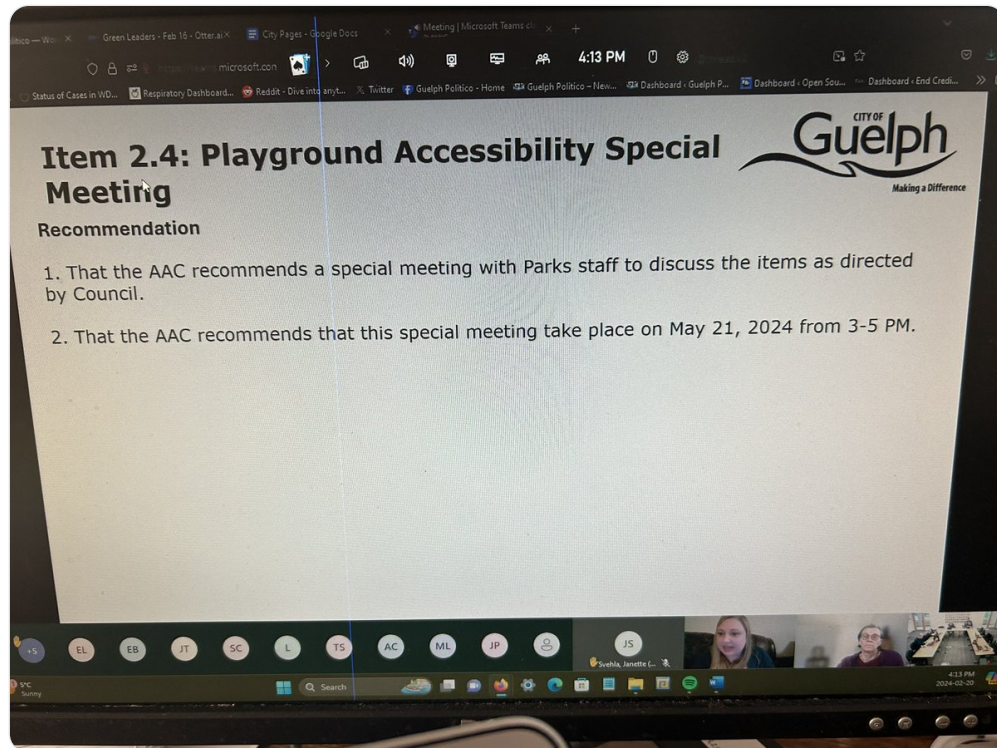 Green Leaders - Feb 16 - Otter.ai
City Pages - Google Docs
Meeting | Microsoft Teams
microsoft.con
4:13 PM
Status of Cases in WD...
Respiratory Dashboard...
Reddit - Dive into anyt...
Twitter
Guelph Politico - Home
Guelph Politico – New...
Dashboard ‹ Guelph P...
Dashboard ‹ Open Sou...
Dashboard ‹ End Credi...
Item 2.4: Playground Accessibility Special
Meeting
CITY OF
Guelph
Making a Difference
Recommendation
1. That the AAC recommends a special meeting with Parks staff to discuss the items as directed
by Council.
2. That the AAC recommends that this special meeting take place on May 21, 2024 from 3-5 PM.
+5
EL
EB
JT
SC
L
TS
AC
ML
JP
JS
Svehla, Janette (...
5°C
Sunny
Search
4:13 PM
2024-02-20